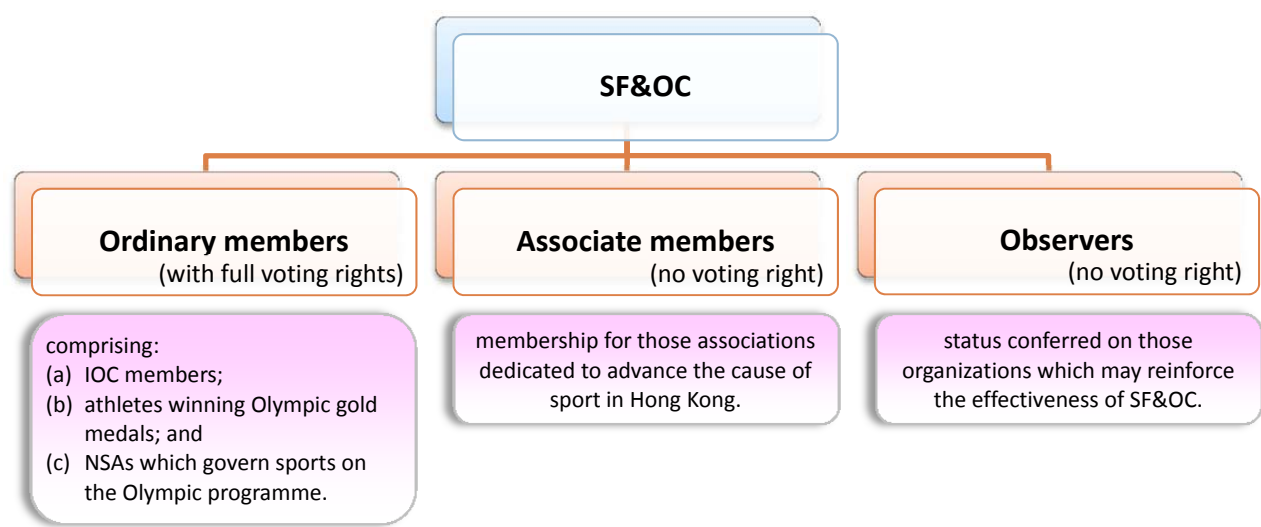 SF&OC
Ordinary members
(with full voting rights)
Associate members
(no voting right)
Observers
(no voting right)
comprising:
(a) IOC members;
(b) athletes winning Olympic gold
medals; and
(c) NSAs which govern sports on
the Olympic programme.
membership for those associations
dedicated to advance the cause of
sport in Hong Kong.
status conferred on those
organizations which may reinforce
the effectiveness of SF&OC.